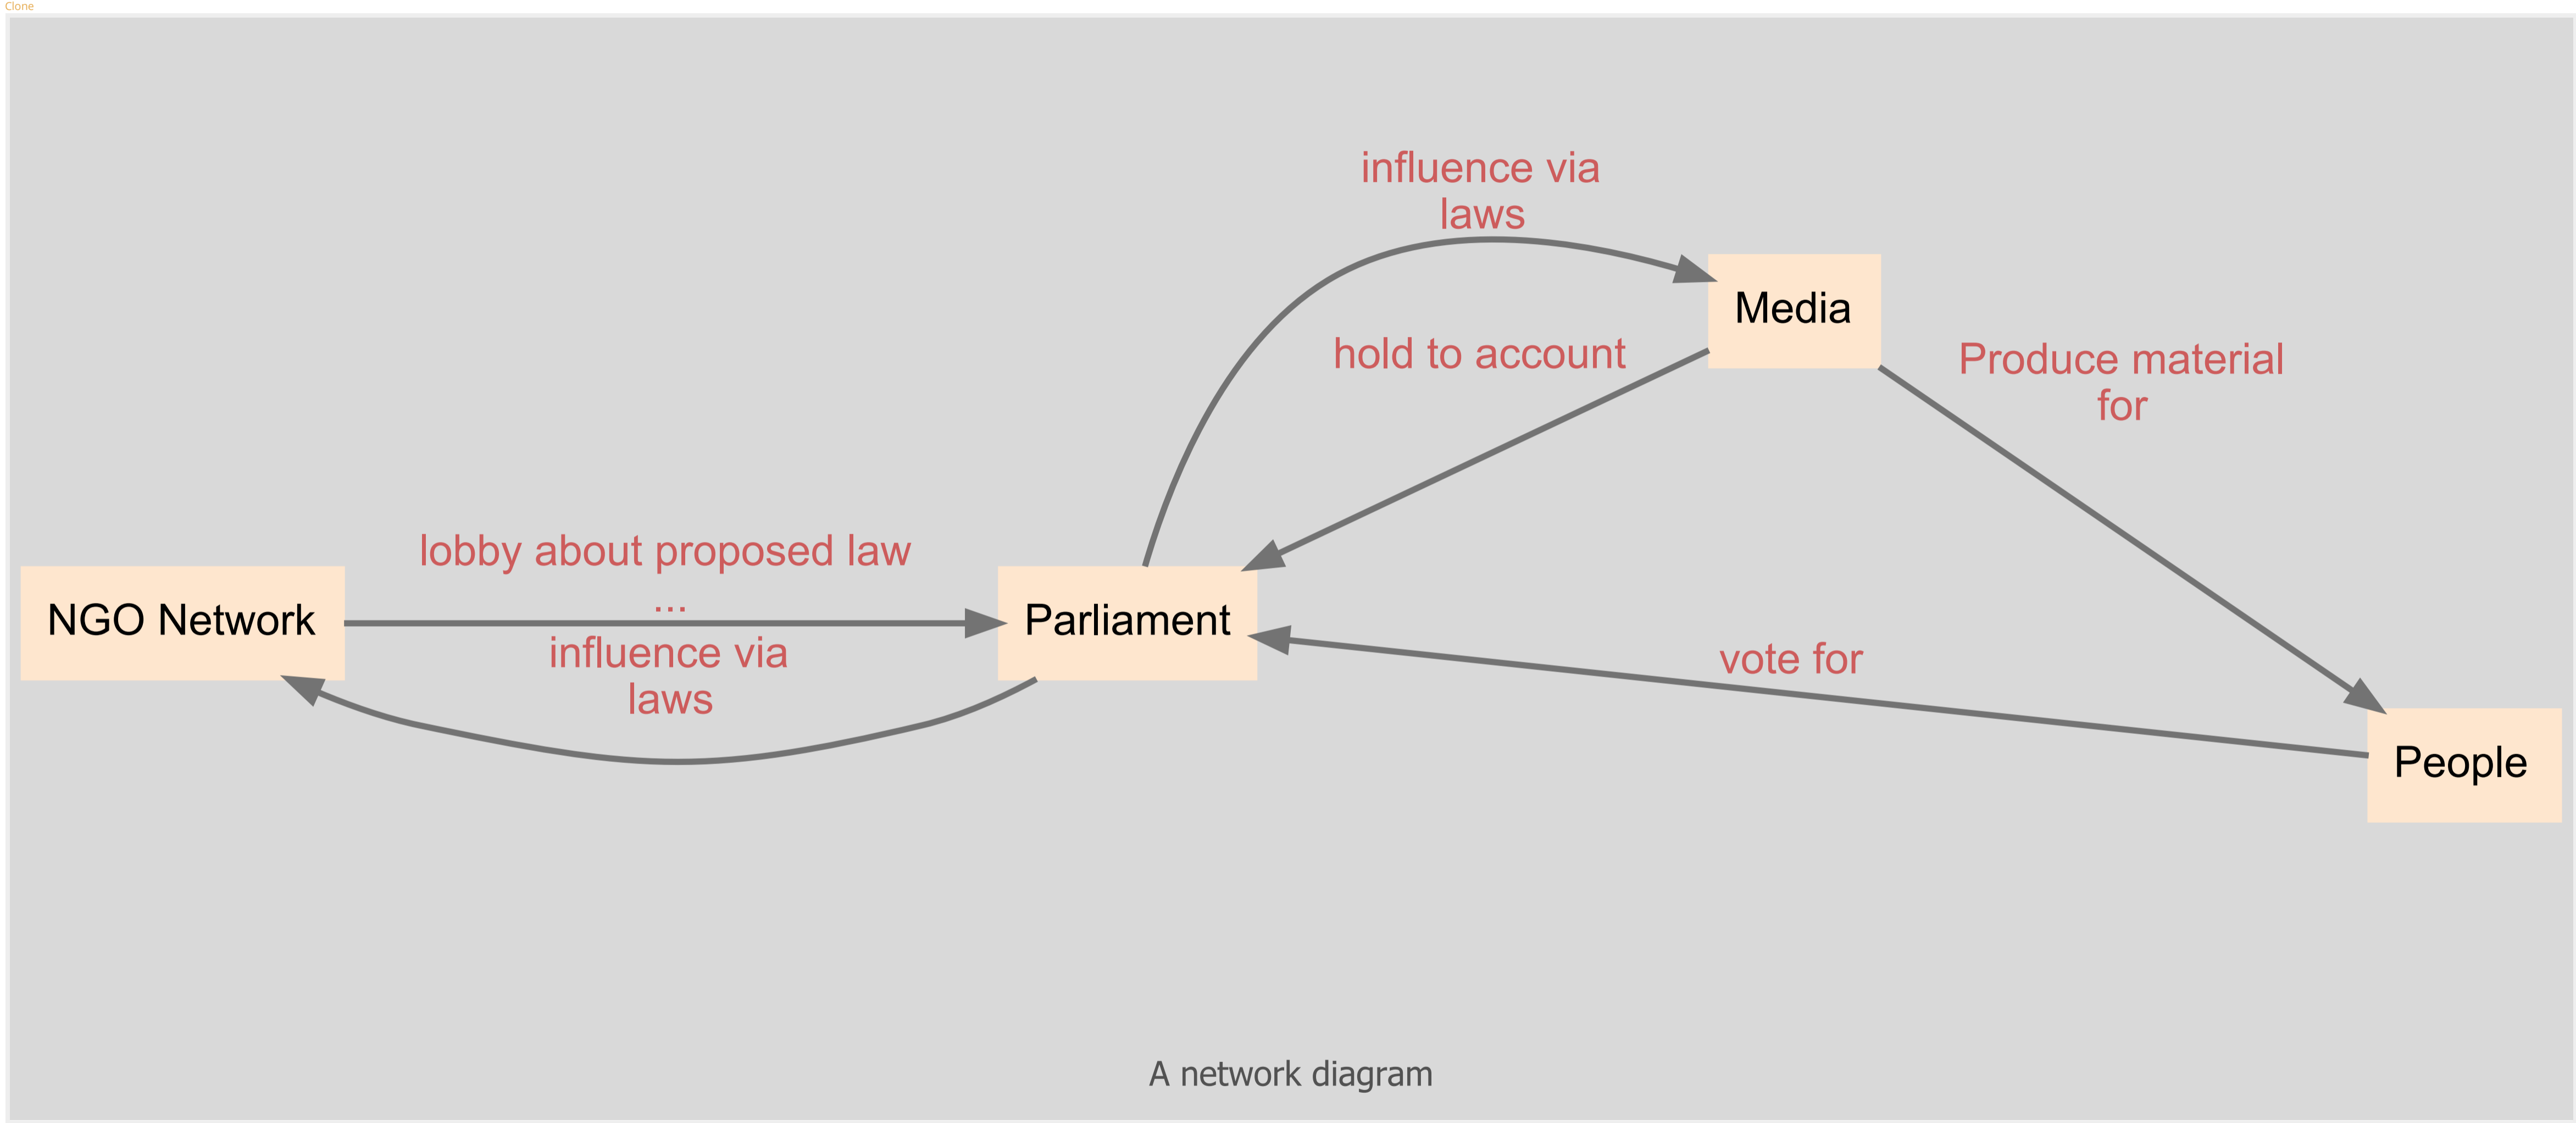 Clone
influence via
laws
Media
hold to account
Produce material
for
lobby about proposed law
...
NGO Network
Parliament
influence via
laws
vote for
People
A network diagram